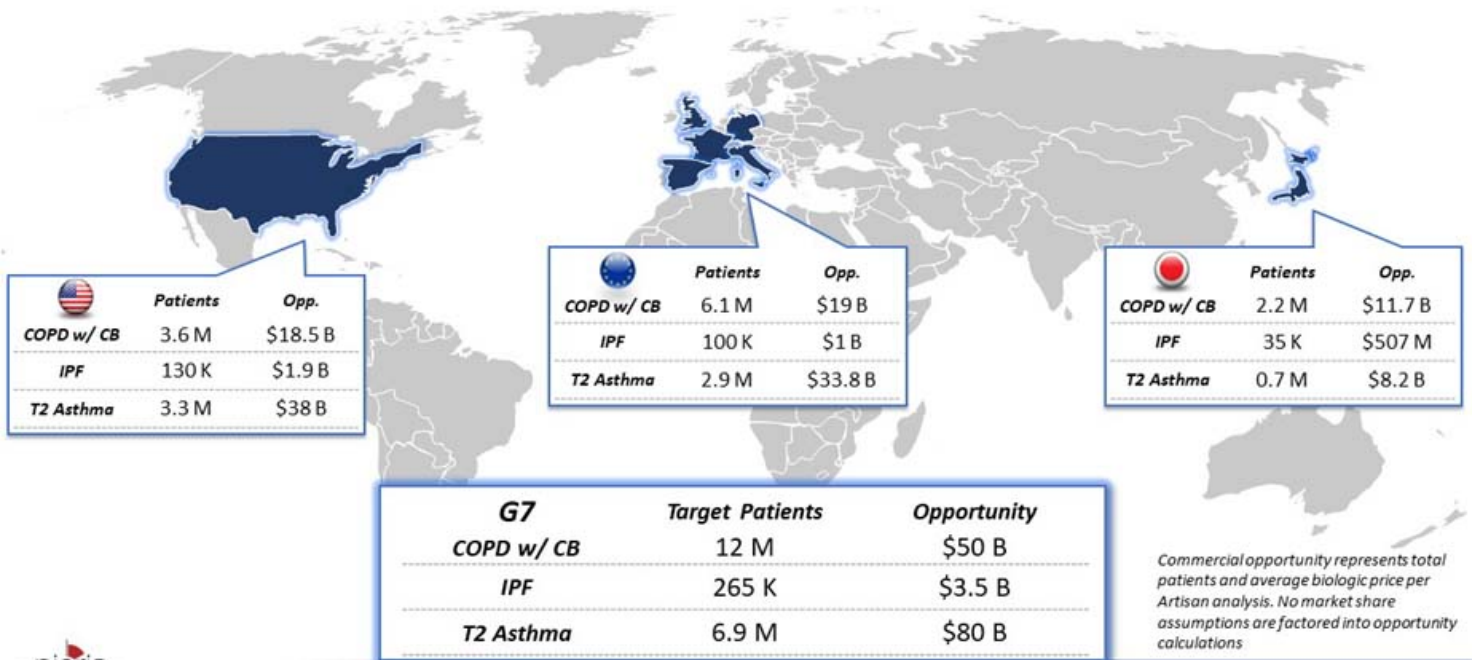 Patients Opp.
COPD w/ CB 3.6 M $18.5 B
IPF 130 K $1.9 B
T2 Asthma 3.3 M $38 B
Patients Opp.
COPD w/ CB 6.1 M $19 B
IPF 100 K $1 B
T2 Asthma 2.9 M $33.8 B
Patients Opp.
COPD w/ CB 2.2 M $11.7 B
IPF 35 K $507 M
T2 Asthma 0.7 M $8.2 B
G7 Target Patients Opportunity
COPD w/ CB 12 M $50 B
IPF 265 K $3.5 B
T2 Asthma 6.9 M $80 B
Commercial opportunity represents total
patients and average biologic price per
Artisan analysis. No market share
assumptions are factored into opportunity
calculations